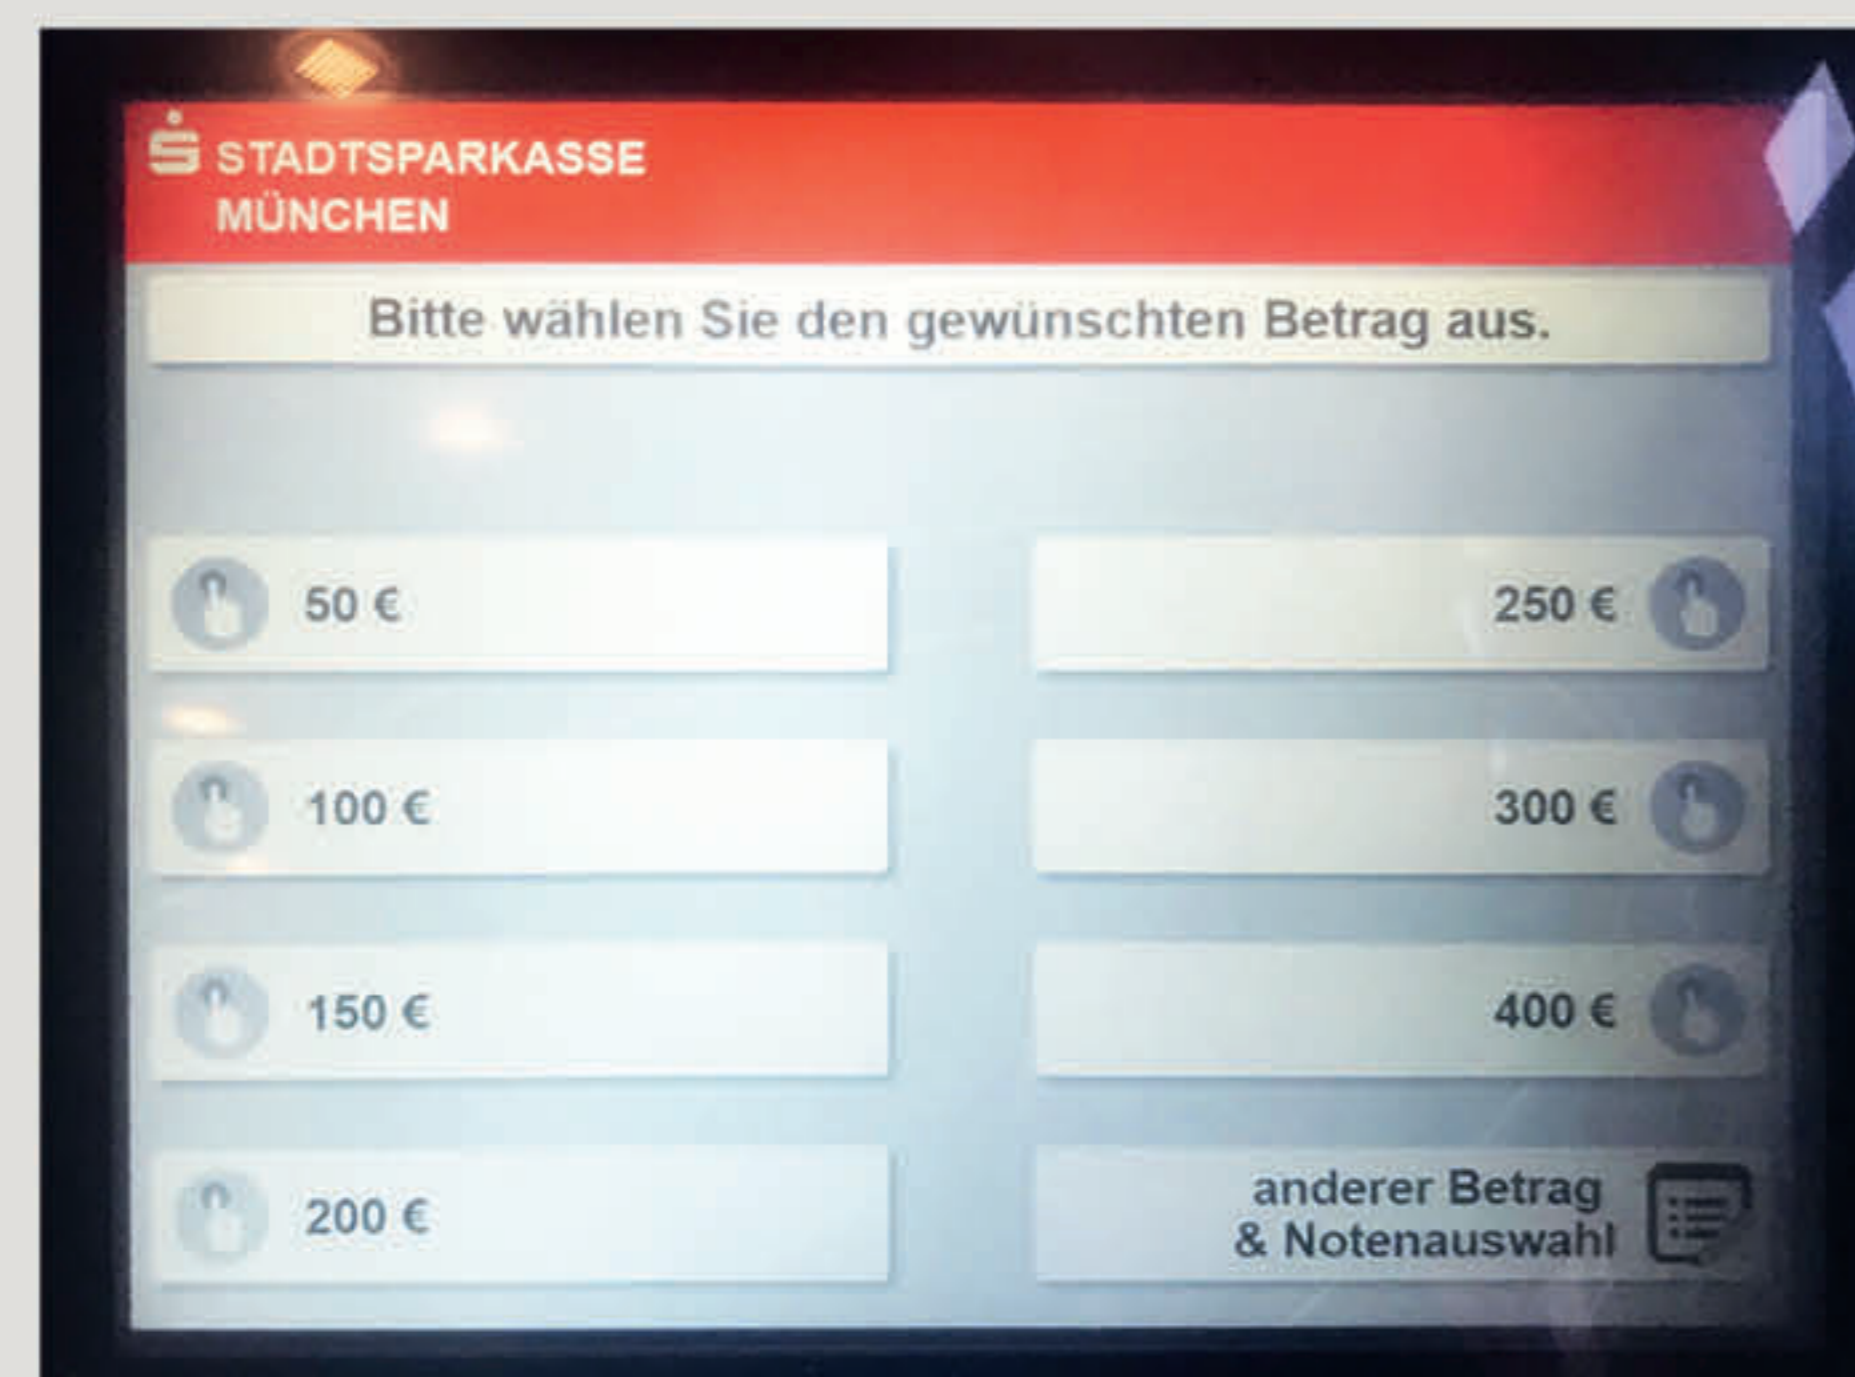 STADTSPARKASSE
MÜNCHEN
Bitte wählen Sie den gewünschten Betrag aus.
50 €
250 €
100 €
300 €
150 €
400 €
200 €
anderer Betrag
& Notenauswahl